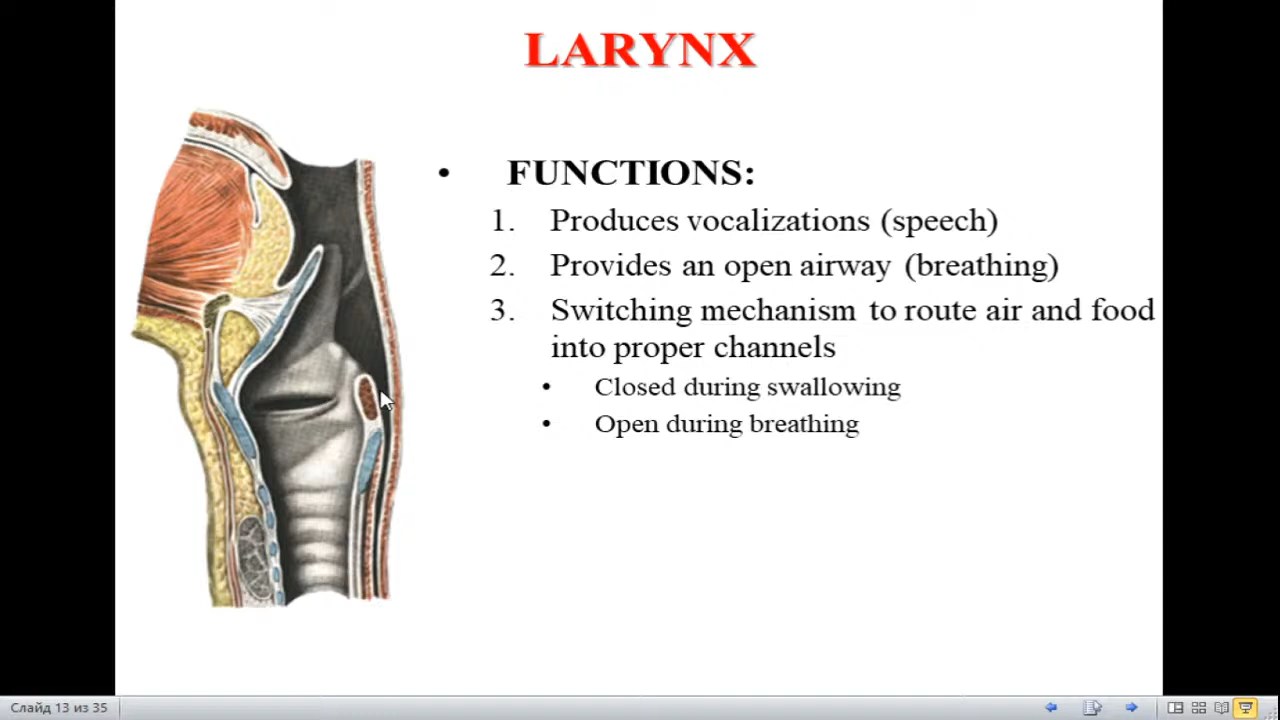 LARYNX
• FUNCTIONS:
1. Produces vocalizations (speech)
2. Provides an open airway (breathing)
3. Switching mechanism to route air and food
into proper channels
• Closed during swallowing
• Open during breathing
Слайд 13 из 35